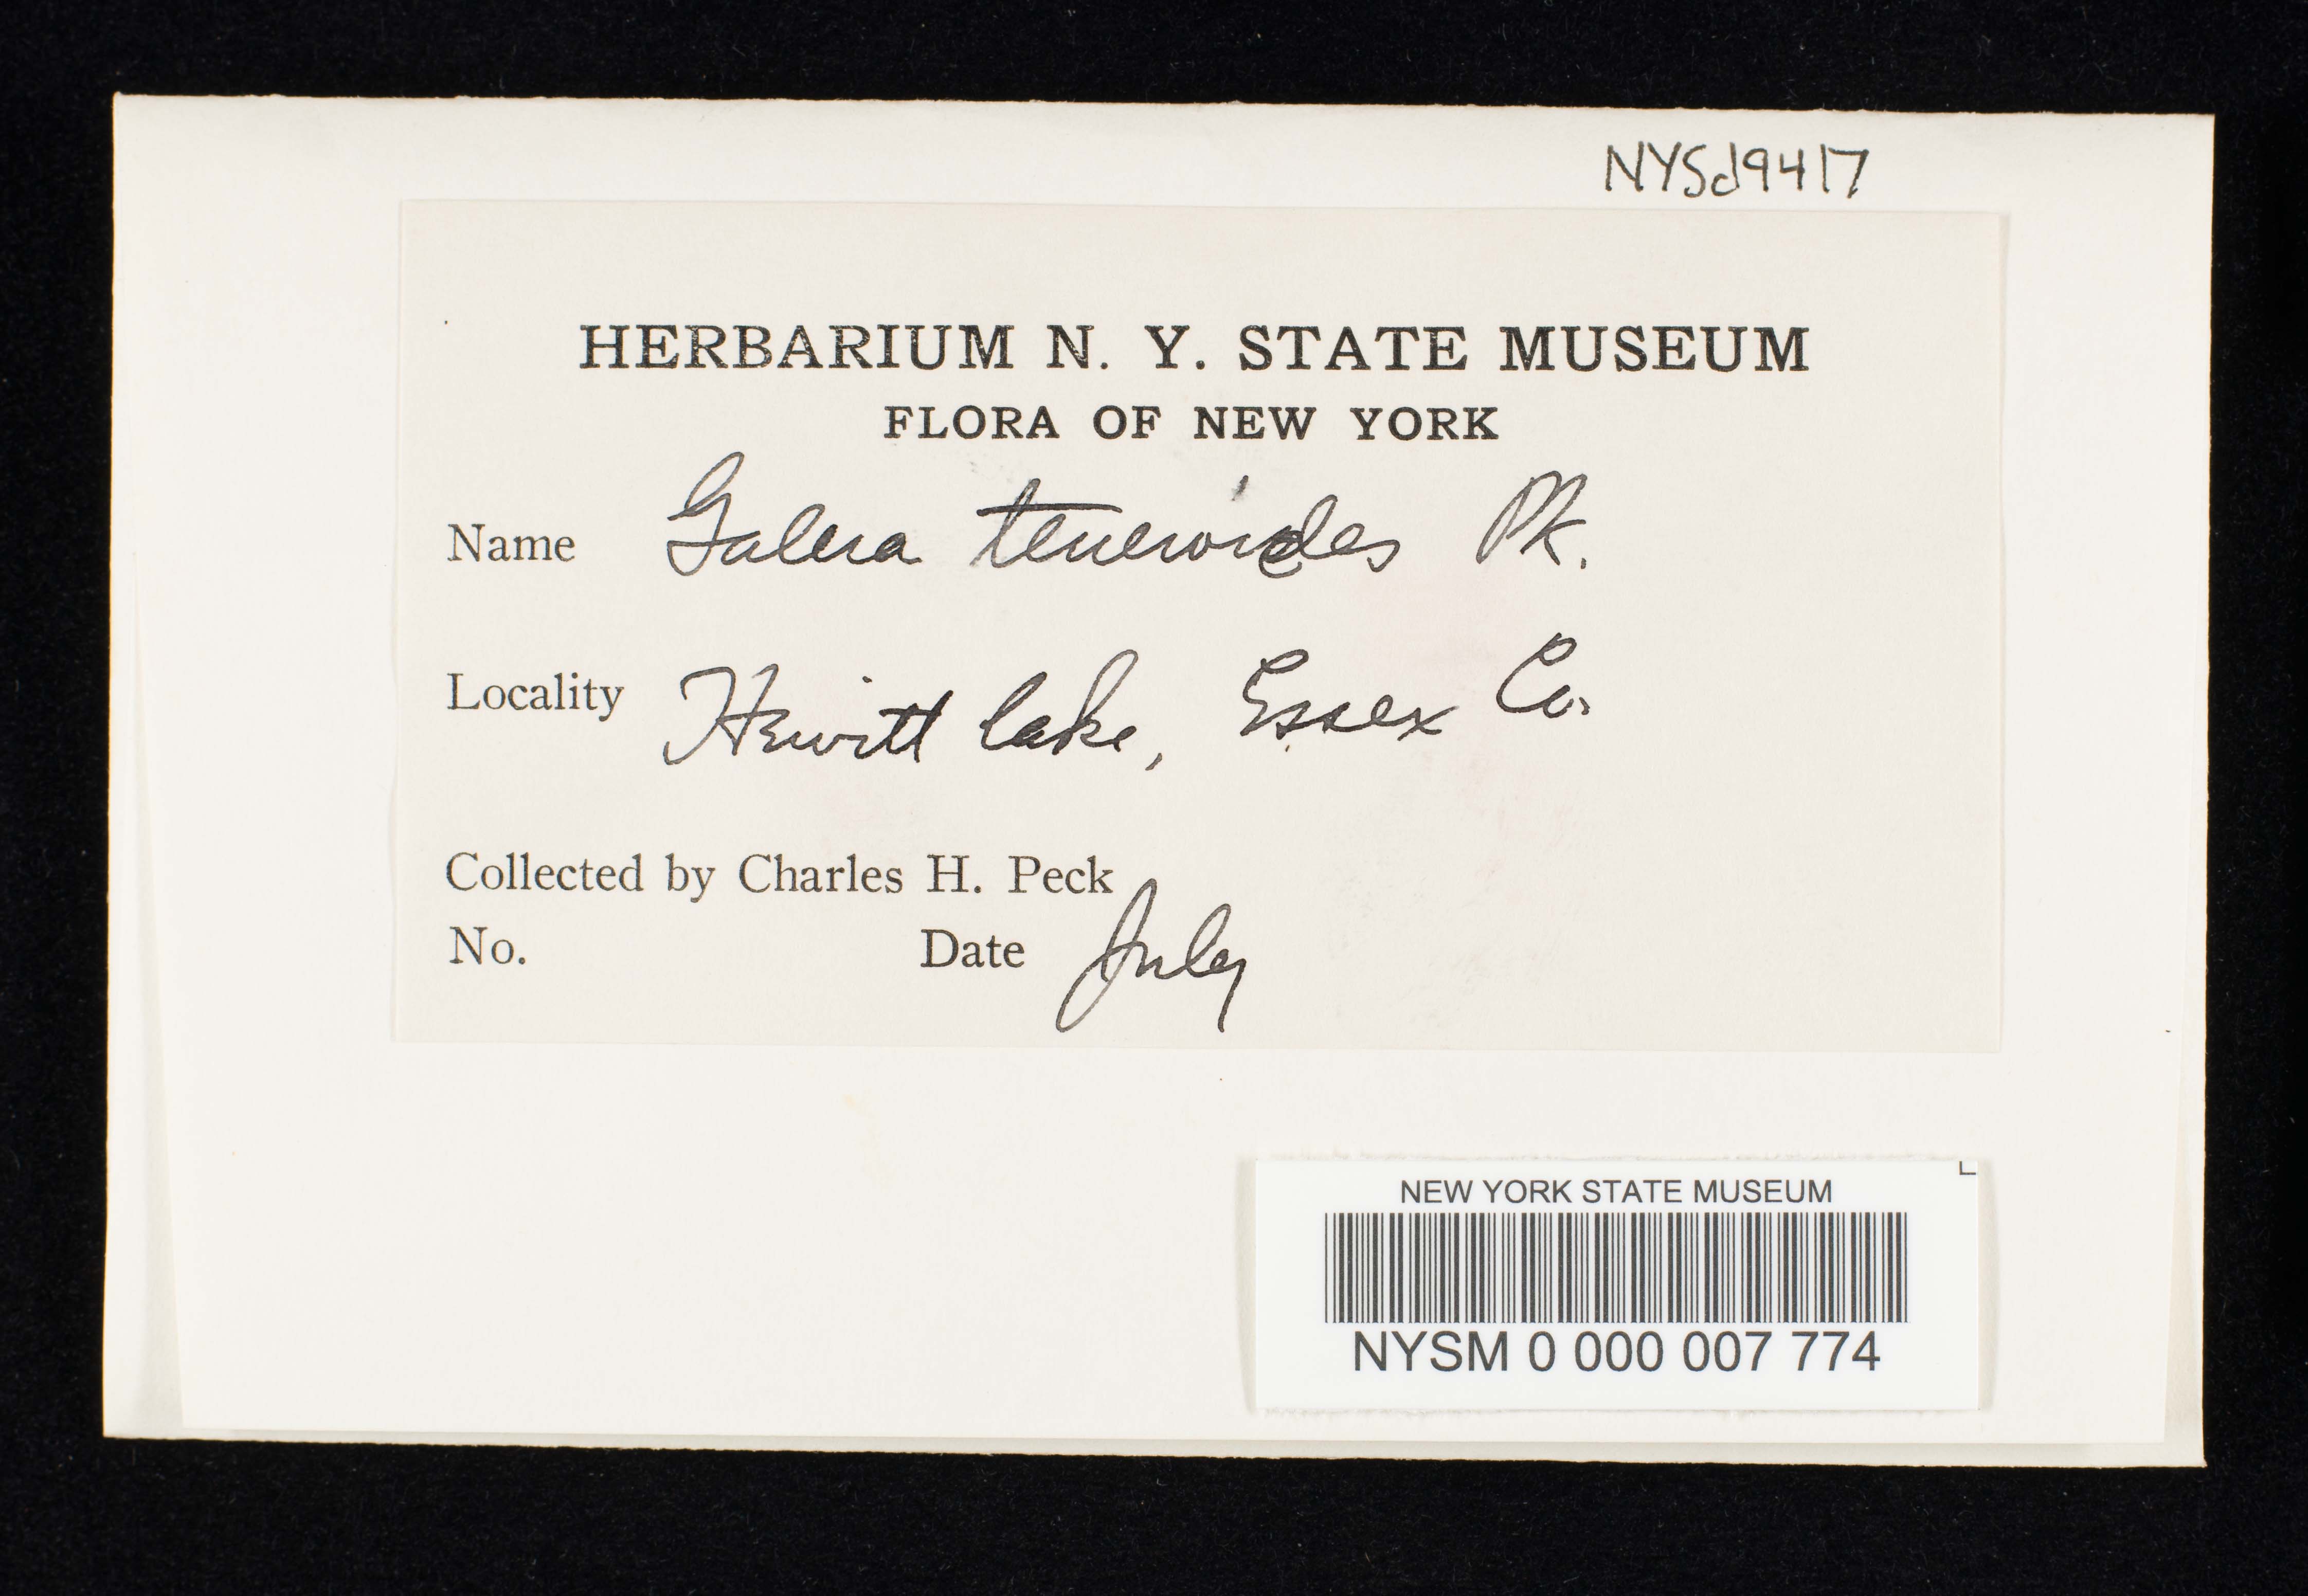 NYSd9417
HERBARIUM N. Y. STATE MUSEUM
FLORA OF NEW YORK
Name Galera teneroides Pk.
Locality Hewitt lake, Essex Co.
Collected by Charles H. Peck
No. Date July
NEW YORK STATE MUSEUM
NYSM 0 000 007 774